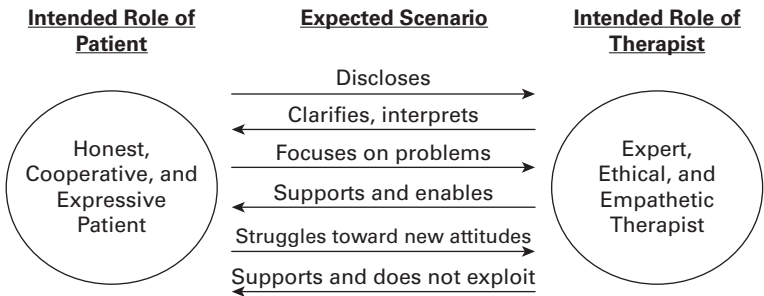 Intended Role of
Patient
Expected Scenario
Intended Role of
Therapist
Discloses
Clarifies, interprets
Focuses on problems
Supports and enables
Struggles toward new attitudes
Supports and does not exploit
Honest,
Cooperative, and
Expressive
Patient
Expert,
Ethical, and
Empathetic
Therapist